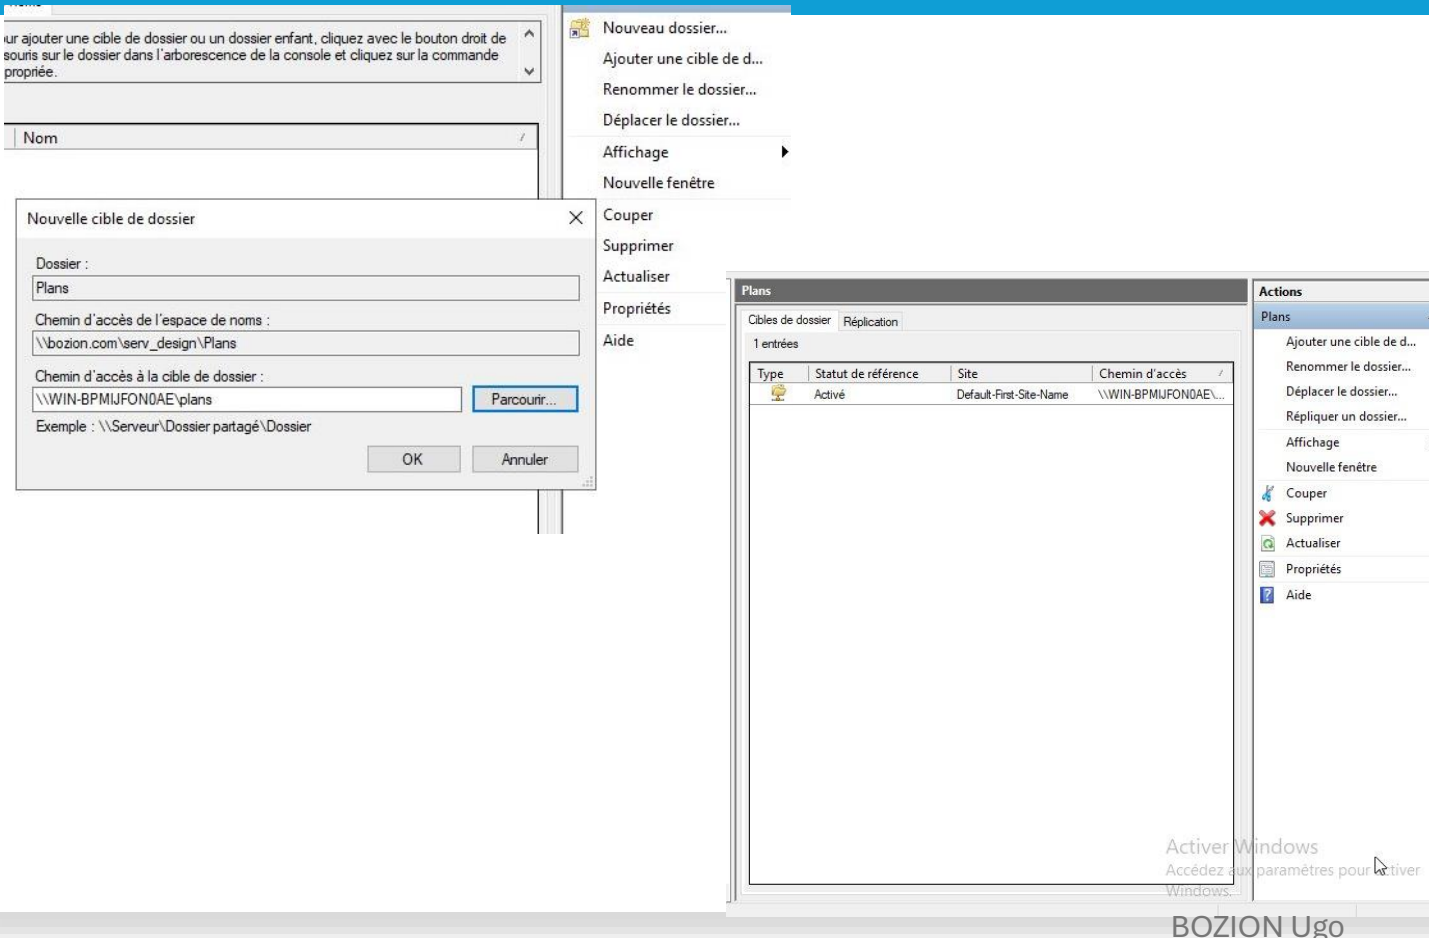 ur ajouter une cible de dossier ou un dossier enfant, cliquez avec le bouton droit de
souris sur le dossier dans l'arborescence de la console et cliquez sur la commande
propriée.
Nom
Nouveau dossier...
Ajouter une cible de d...
Renommer le dossier...
Déplacer le dossier...
Affichage
Nouvelle fenêtre
Couper
Supprimer
Actualiser
Propriétés
Aide
Nouvelle cible de dossier
Dossier :
Plans
Chemin d'accès de l'espace de noms :
\\bozion.com\serv_design\Plans
Chemin d'accès à la cible de dossier :
\\WIN-BPMIJFON0AE\plans
Parcourir...
Exemple : \\Serveur\Dossier partagé\Dossier
OK Annuler
Plans
Cibles de dossier Réplication
1 entrées
Type Statut de référence Site Chemin d'accès
Activé Default-First-Site-Name \\WIN-BPMIJFON0AE\...
Actions
Plans
Ajouter une cible de d...
Renommer le dossier...
Déplacer le dossier...
Répliquer un dossier...
Affichage
Nouvelle fenêtre
Couper
Supprimer
Actualiser
Propriétés
Aide
Activer Windows
Accédez aux paramètres pour activer
Windows.
BOZION Ugo